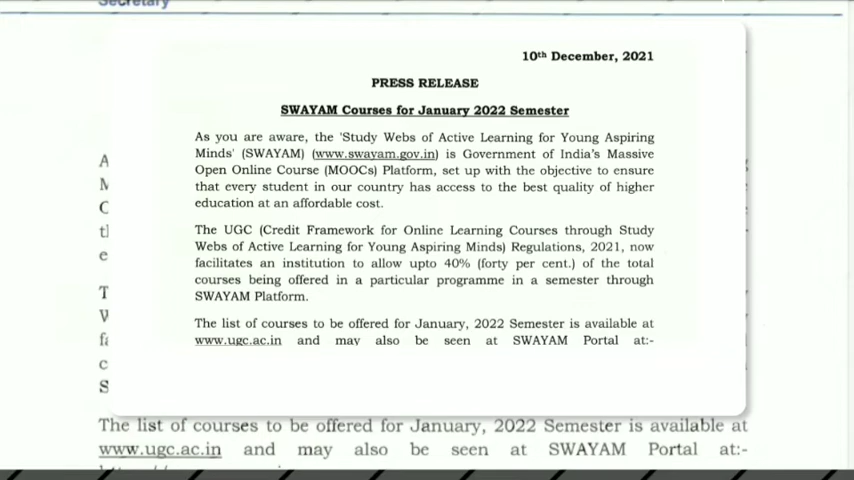 Secretary
10th December, 2021
PRESS RELEASE
SWAYAM Courses for January 2022 Semester
As you are aware, the 'Study Webs of Active Learning for Young Aspiring
Minds' (SWAYAM) (www.swayam.gov.in) is Government of India's Massive
Open Online Course (MOOCs) Platform, set up with the objective to ensure
that every student in our country has access to the best quality of higher
education at an affordable cost.
The UGC (Credit Framework for Online Learning Courses through Study
Webs of Active Learning for Young Aspiring Minds) Regulations, 2021, now
facilitates an institution to allow upto 40% (forty per cent.) of the total
courses being offered in a particular programme in a semester through
SWAYAM Platform.
The list of courses to be offered for January, 2022 Semester is available at
www.ugc.ac.in and may also be seen at SWAYAM Portal at:-
The list of courses to be offered for January, 2022 Semester is available at
www.ugc.ac.in and may also be seen at SWAYAM Portal at:-